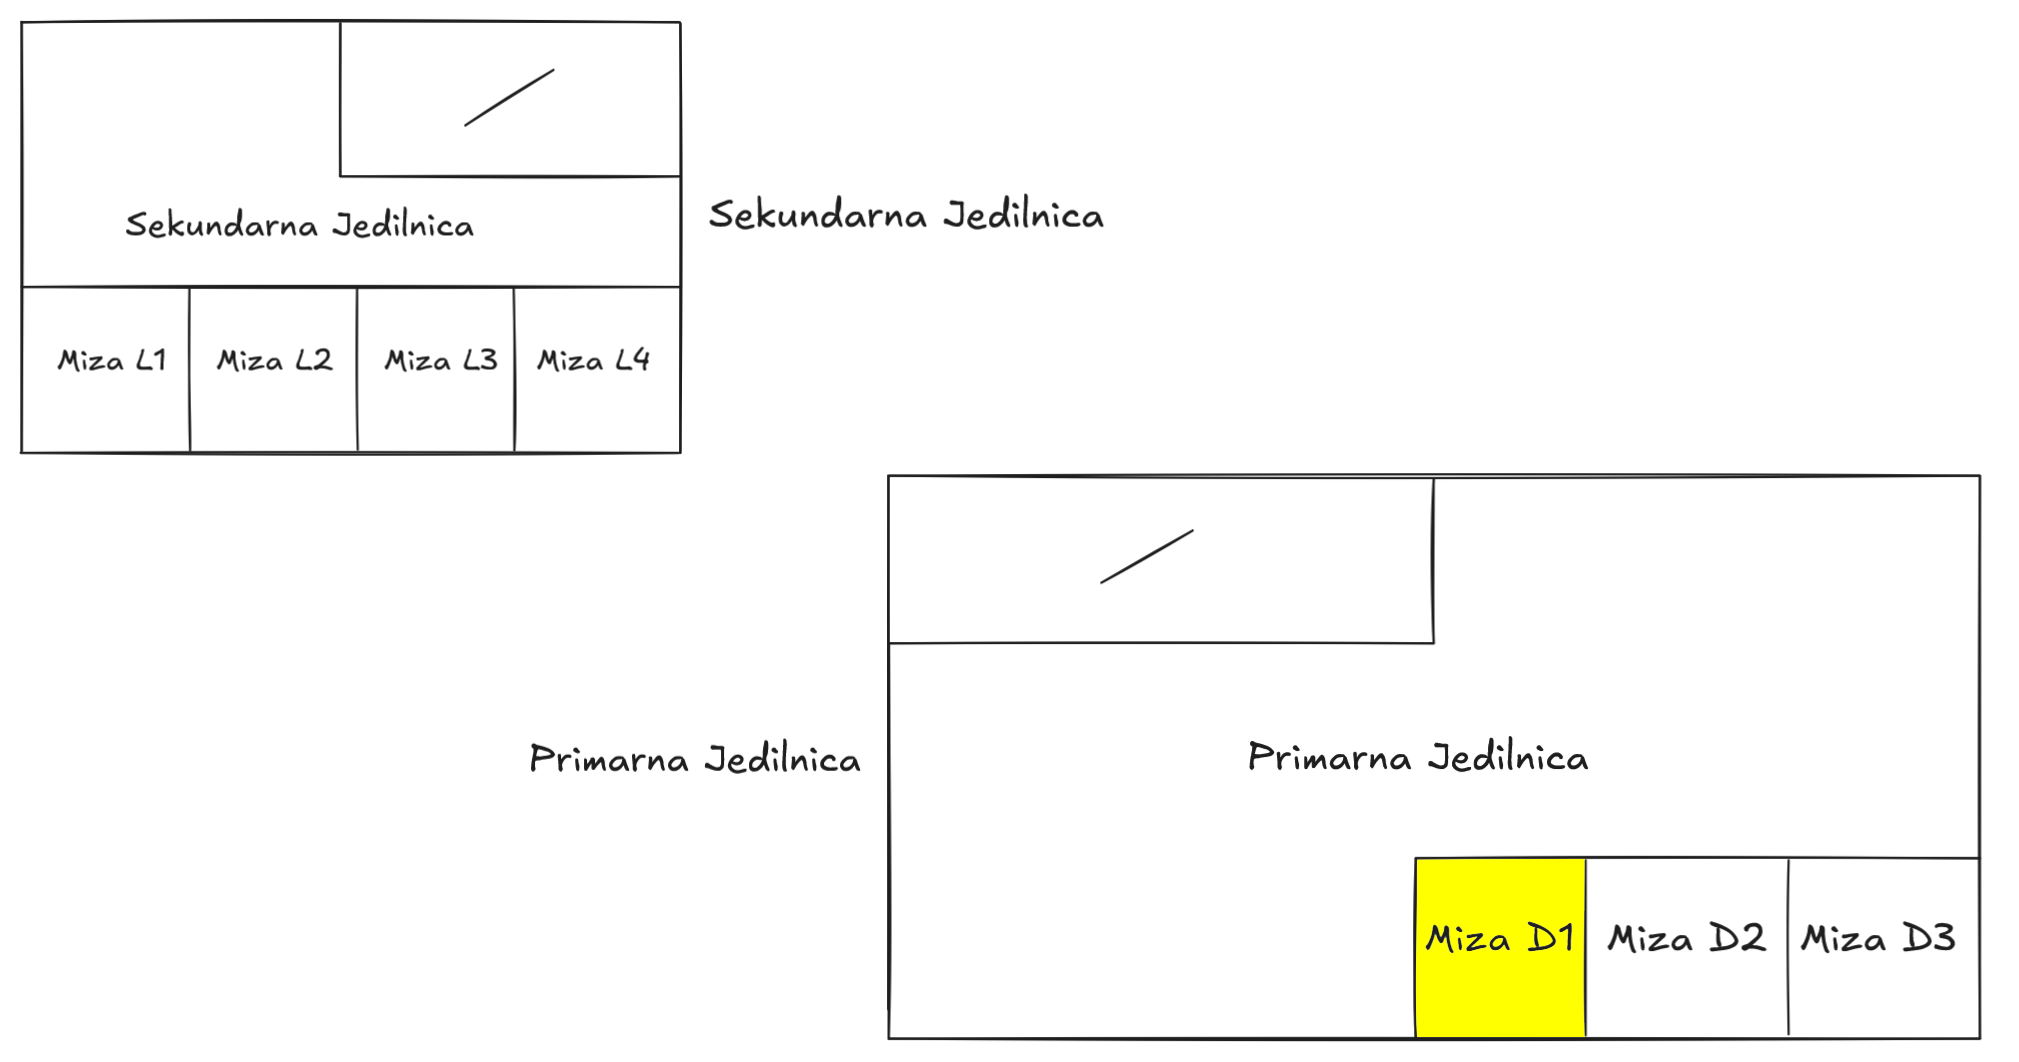 Sekundarna Jedilnica
Sekundarna Jedilnica
Miza L1
Miza L2
Miza L3
Miza L4
Primarna Jedilnica
Primarna Jedilnica
Miza D1
Miza D2
Miza D3